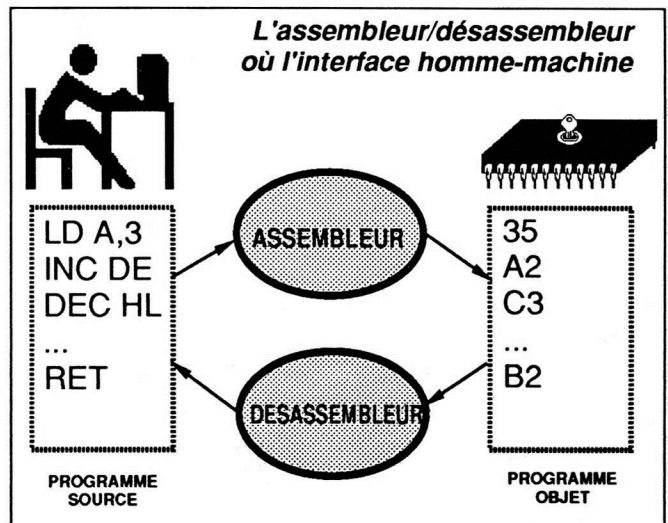 L'assembleur/désassembleur
où l'interface homme-machine
LD A,3
INC DE
DEC HL
...
RET
ASSEMBLEUR
35
A2
C3
...
B2
DESASSEMBLEUR
PROGRAMME
SOURCE
PROGRAMME
OBJET